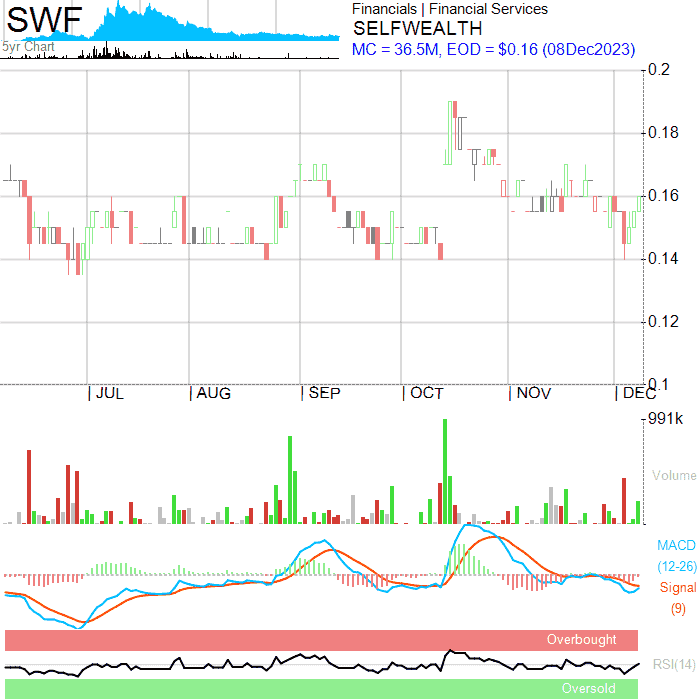 SWF
5yr Chart
Financials | Financial Services
SELFWEALTH
MC = 36.5M, EOD = $0.16 (08Dec2023)
0.2
0.18
0.16
0.14
0.12
0.1
| JUL | AUG | SEP | OCT | NOV | DEC
991k
Volume
MACD
(12-26)
Signal
(9)
Overbought
RSI(14)
Oversold